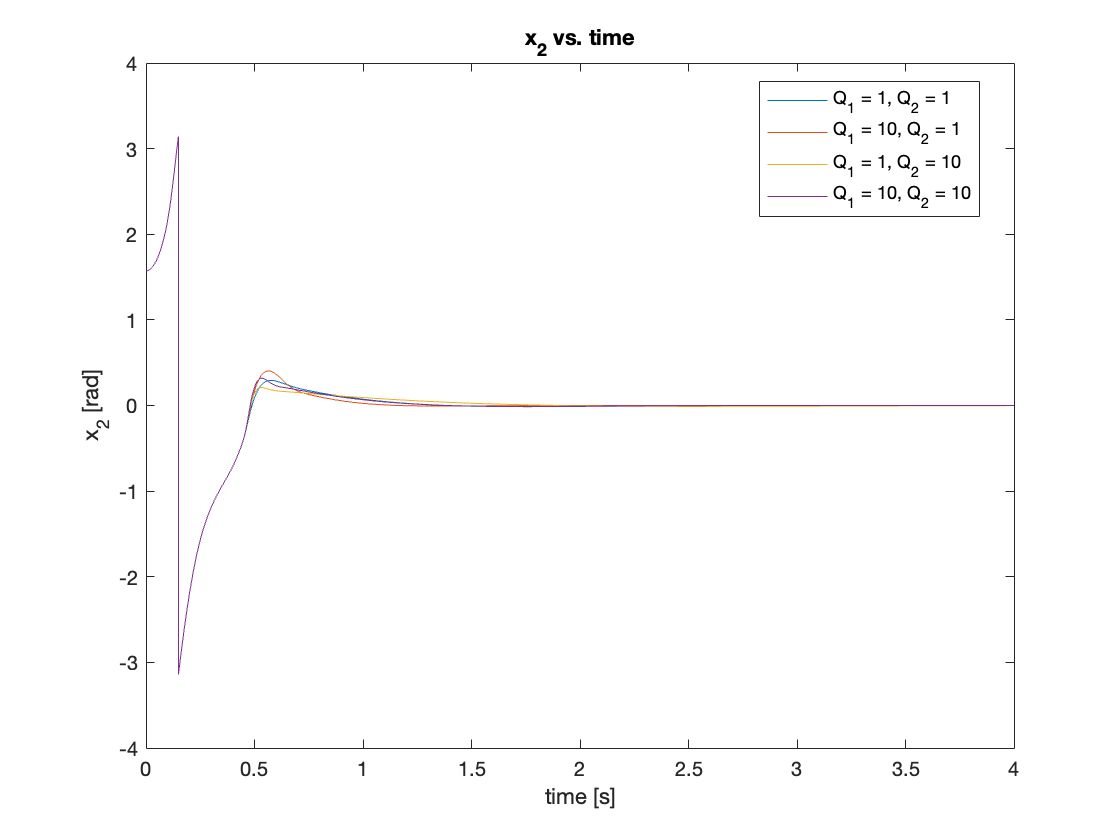 x2 vs. time
4
3
2
1
0
-1
-2
-3
-4
x2 [rad]
Q1 = 1, Q2 = 1
Q1 = 10, Q2 = 1
Q1 = 1, Q2 = 10
Q1 = 10, Q2 = 10
0 0.5 1 1.5 2 2.5 3 3.5 4
time [s]